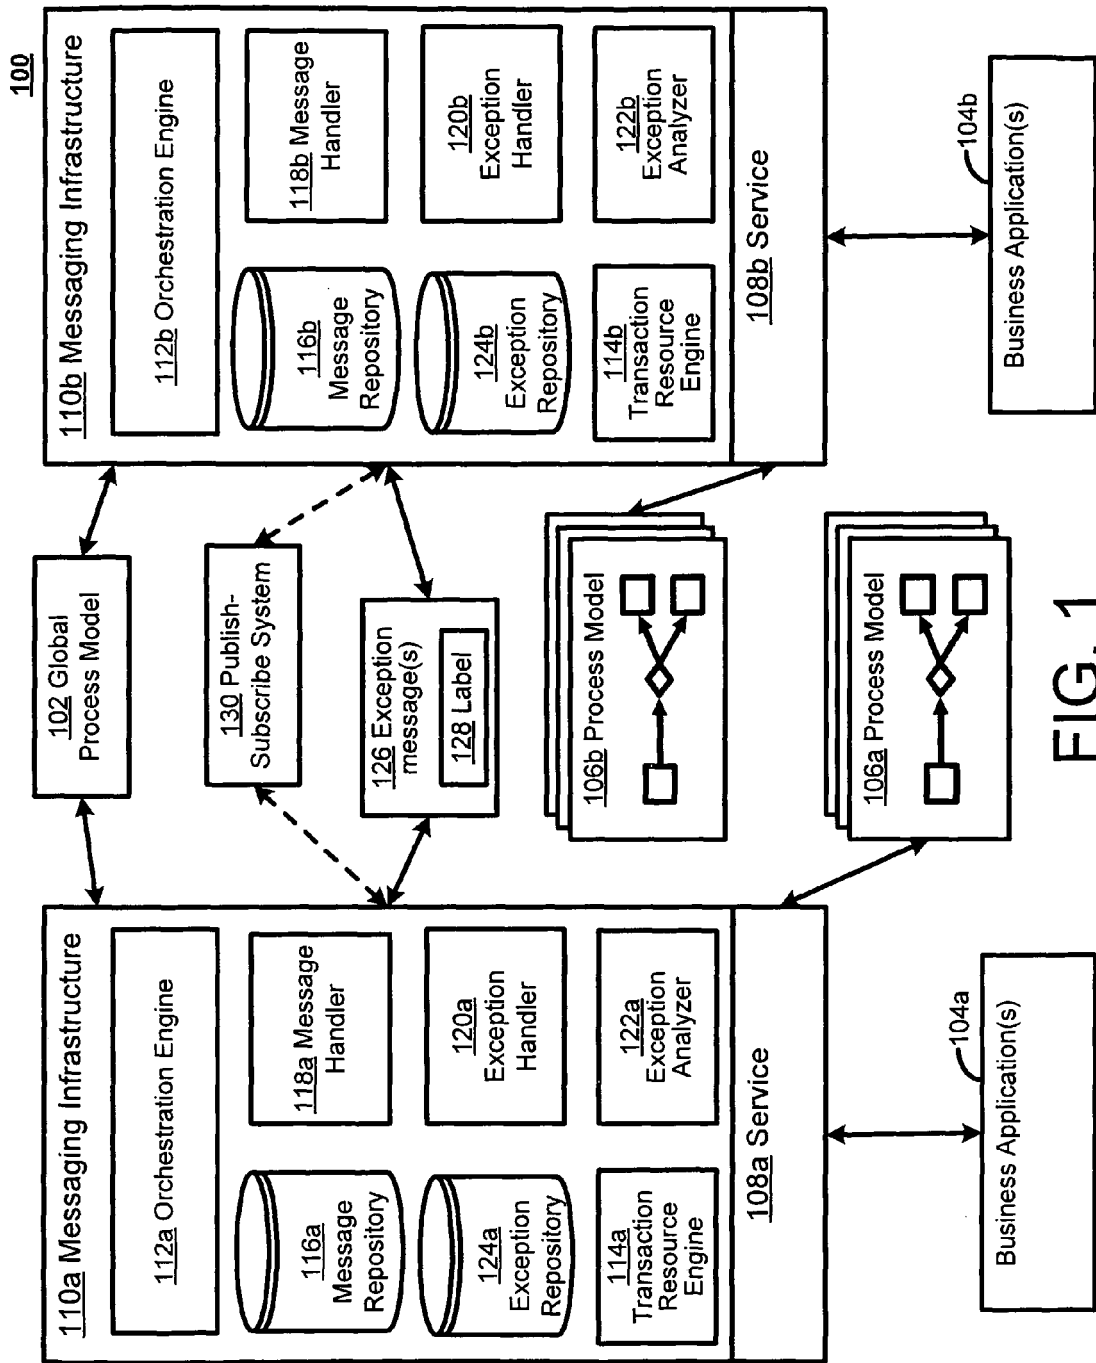 100
110a Messaging Infrastructure
112a Orchestration Engine
116a
Message
Repository
118a Message
Handler
124a
Exception
Repository
120a
Exception
Handler
114a
Transaction
Resource
Engine
122a
Exception
Analyzer
108a Service
104a
Business Application(s)
102 Global
Process Model
130 Publish-
Subscribe System
126 Exception
message(s)
128 Label
106b Process Model
106a Process Model
110b Messaging Infrastructure
112b Orchestration Engine
116b
Message
Repository
118b Message
Handler
124b
Exception
Repository
120b
Exception
Handler
114b
Transaction
Resource
Engine
122b
Exception
Analyzer
108b Service
104b
Business Application(s)
FIG. 1